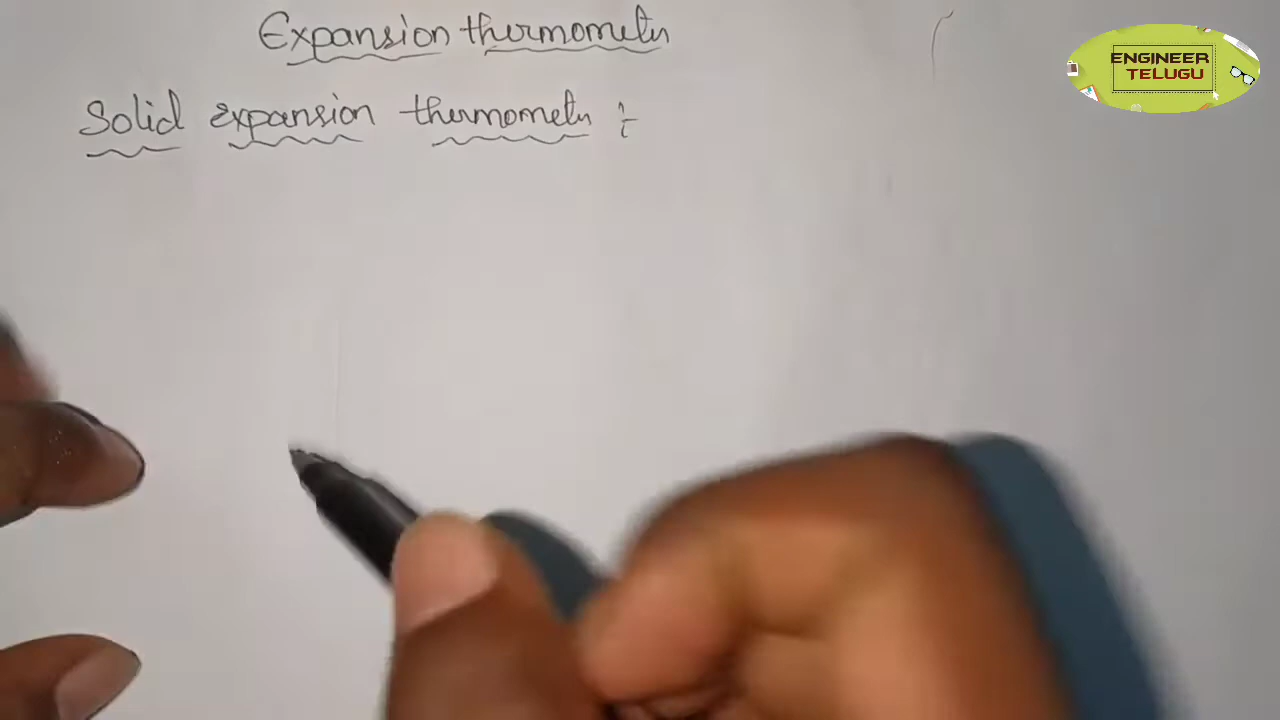 Expansion thermometer
Solid expansion thermometer :-
ENGINEER
TELUGU